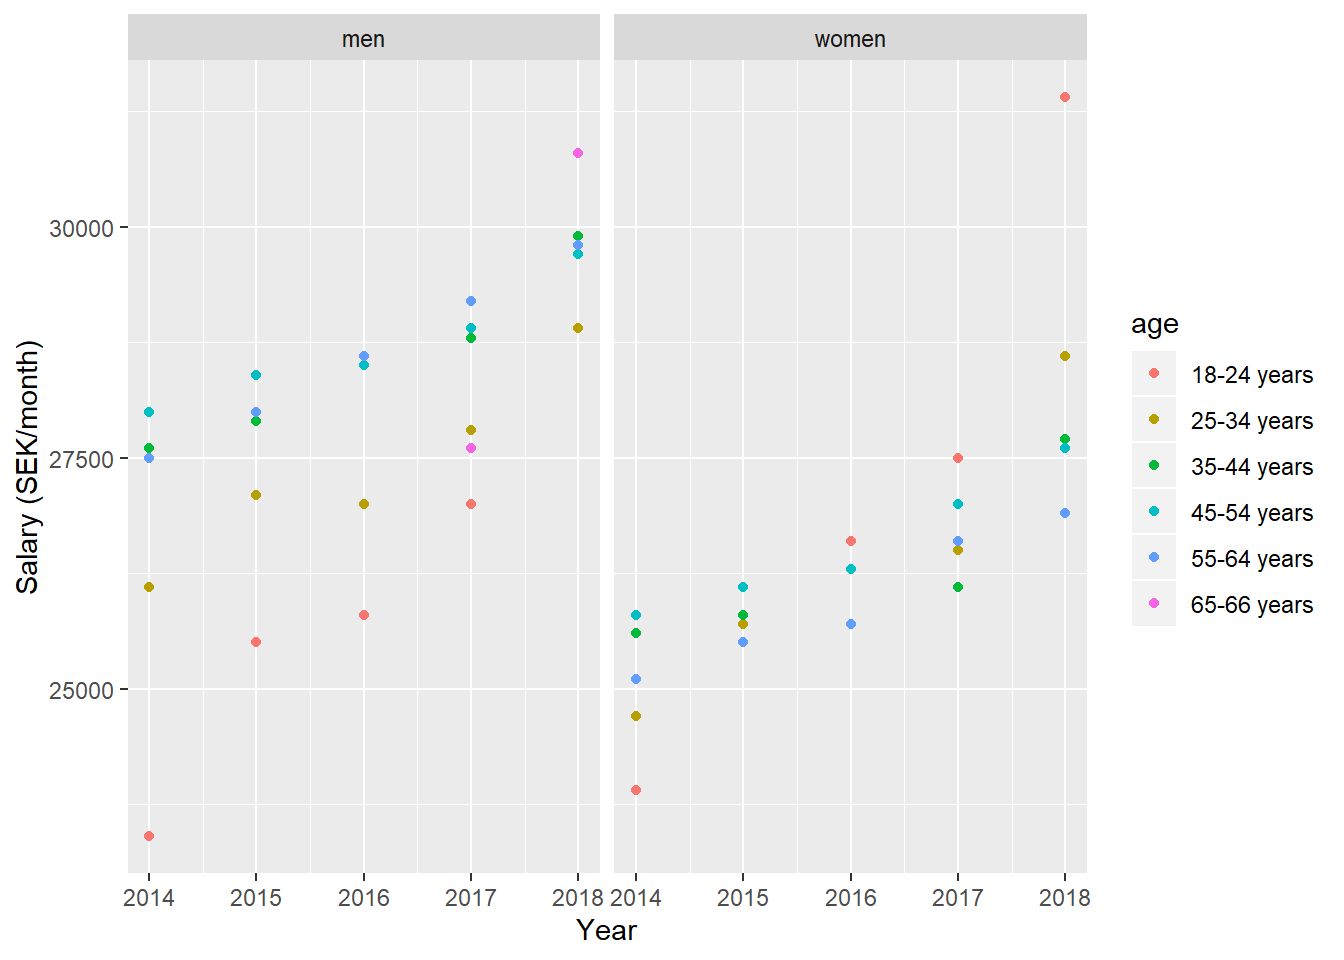 men
women
30000
27500
25000
Salary (SEK/month)
2014 2015 2016 2017 2018 2014 2015 2016 2017 2018
Year
age
18-24 years
25-34 years
35-44 years
45-54 years
55-64 years
65-66 years